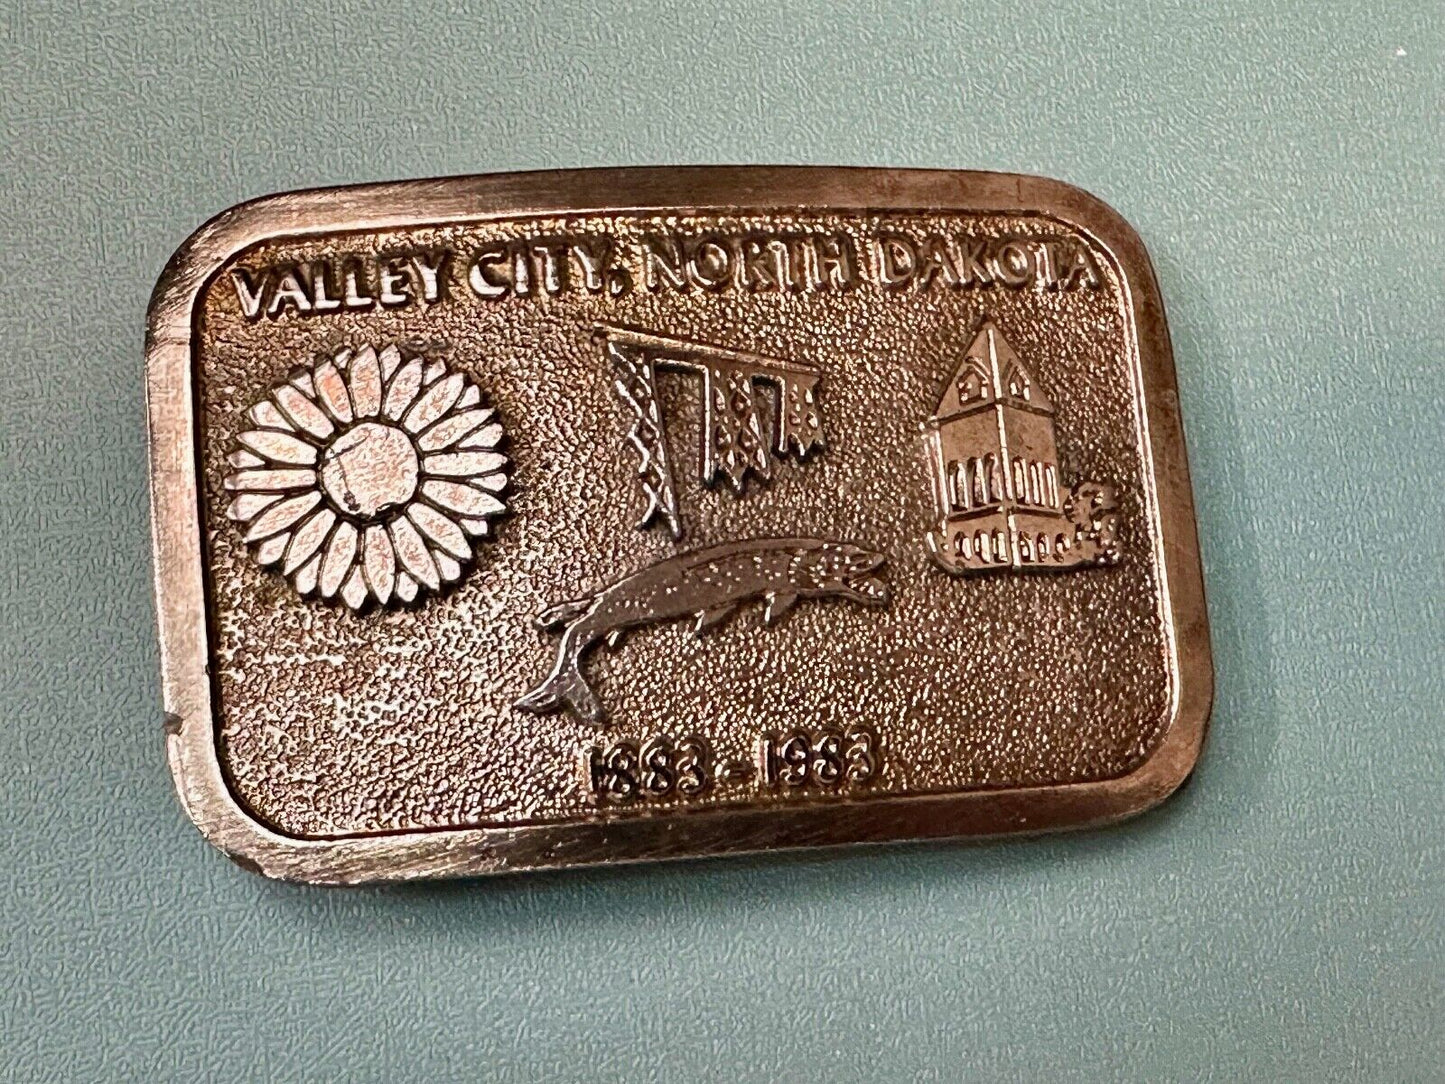 VALLEY CITY, NORTH DAKOTA
1883 - 1983